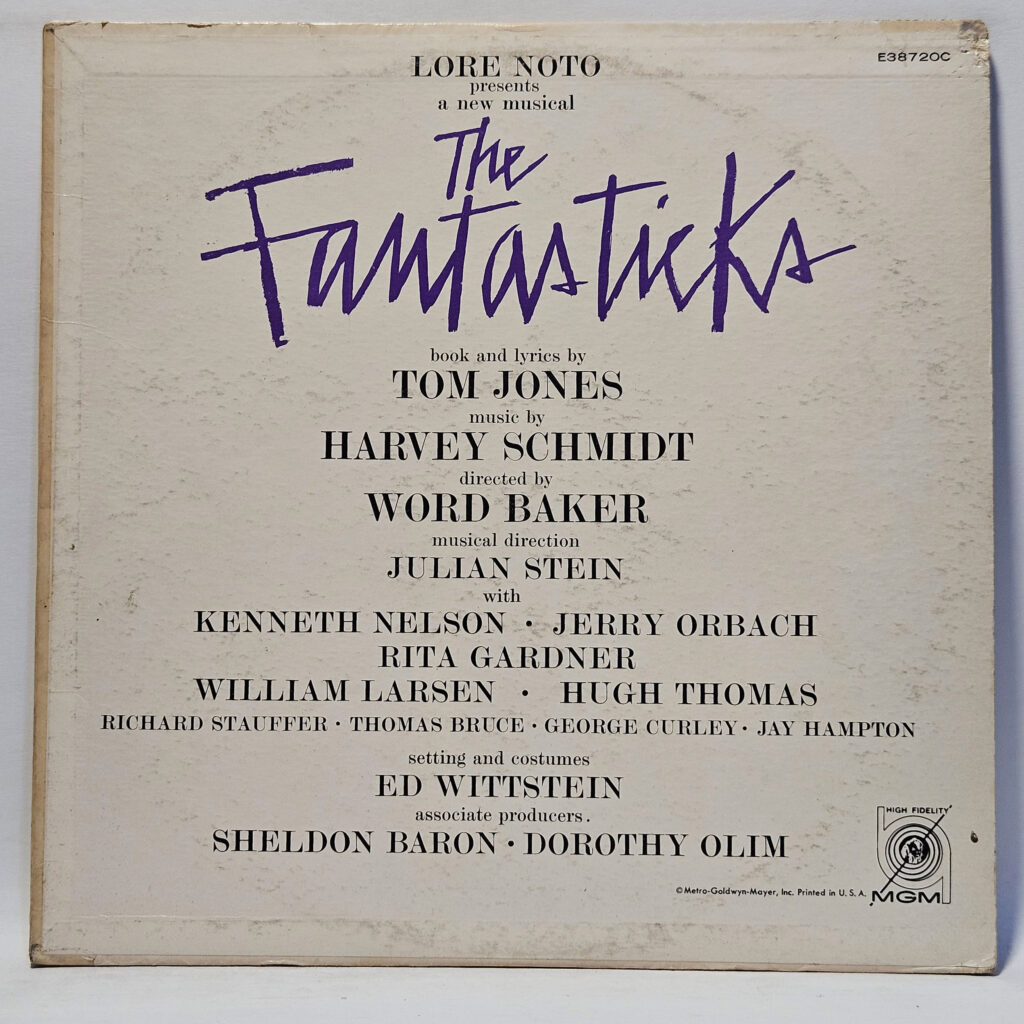 E3872OC
LORE NOTO
presents
a new musical
The
Fantasticks
book and lyrics by
TOM JONES
music by
HARVEY SCHMIDT
directed by
WORD BAKER
musical direction
JULIAN STEIN
with
KENNETH NELSON • JERRY ORBACH
RITA GARDNER
WILLIAM LARSEN • HUGH THOMAS
RICHARD STAUFFER • THOMAS BRUCE • GEORGE CURLEY • JAY HAMPTON
setting and costumes
ED WITTSTEIN
associate producers.
SHELDON BARON • DOROTHY OLIM
HIGH FIDELITY
©Metro-Goldwyn-Mayer, Inc. Printed in U. S. A.
MGM